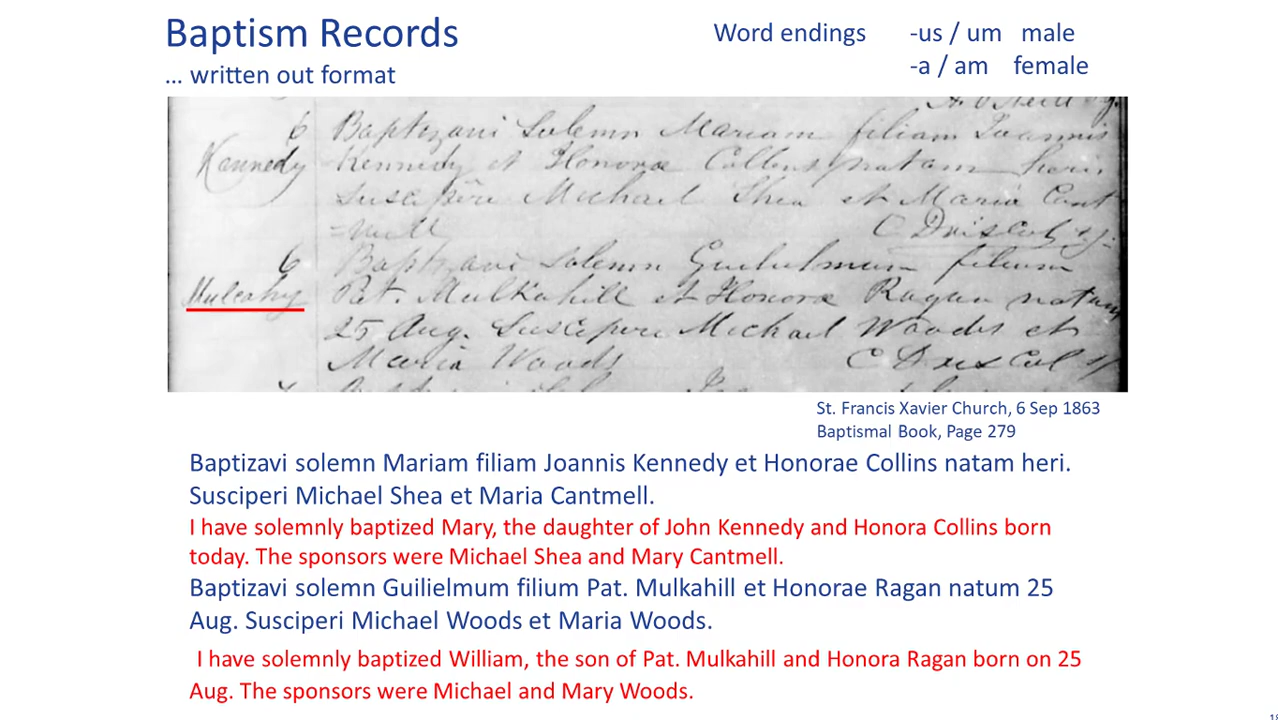 Baptism Records
... written out format
Word endings -us / um male
-a / am female
6 Baptizavi Solemn Mariam filiam Joannis
Kennedy Kennedy et Honora Collins natam heri.
Susciperi Michael Shea et Maria Cant
=mell C Driscol
6 Baptizavi Solemn Guilielmum filium
Mulcahy Pat. Mulkahill et Honora Ragan natum
25 Aug. Susciperi Michael Woods et
Maria Woods C Driscol
St. Francis Xavier Church, 6 Sep 1863
Baptismal Book, Page 279
Baptizavi solemn Mariam filiam Joannis Kennedy et Honorae Collins natam heri.
Susciperi Michael Shea et Maria Cantmell.
I have solemnly baptized Mary, the daughter of John Kennedy and Honora Collins born
today. The sponsors were Michael Shea and Mary Cantmell.
Baptizavi solemn Guilielmum filium Pat. Mulkahill et Honorae Ragan natum 25
Aug. Susciperi Michael Woods et Maria Woods.
I have solemnly baptized William, the son of Pat. Mulkahill and Honora Ragan born on 25
Aug. The sponsors were Michael and Mary Woods.